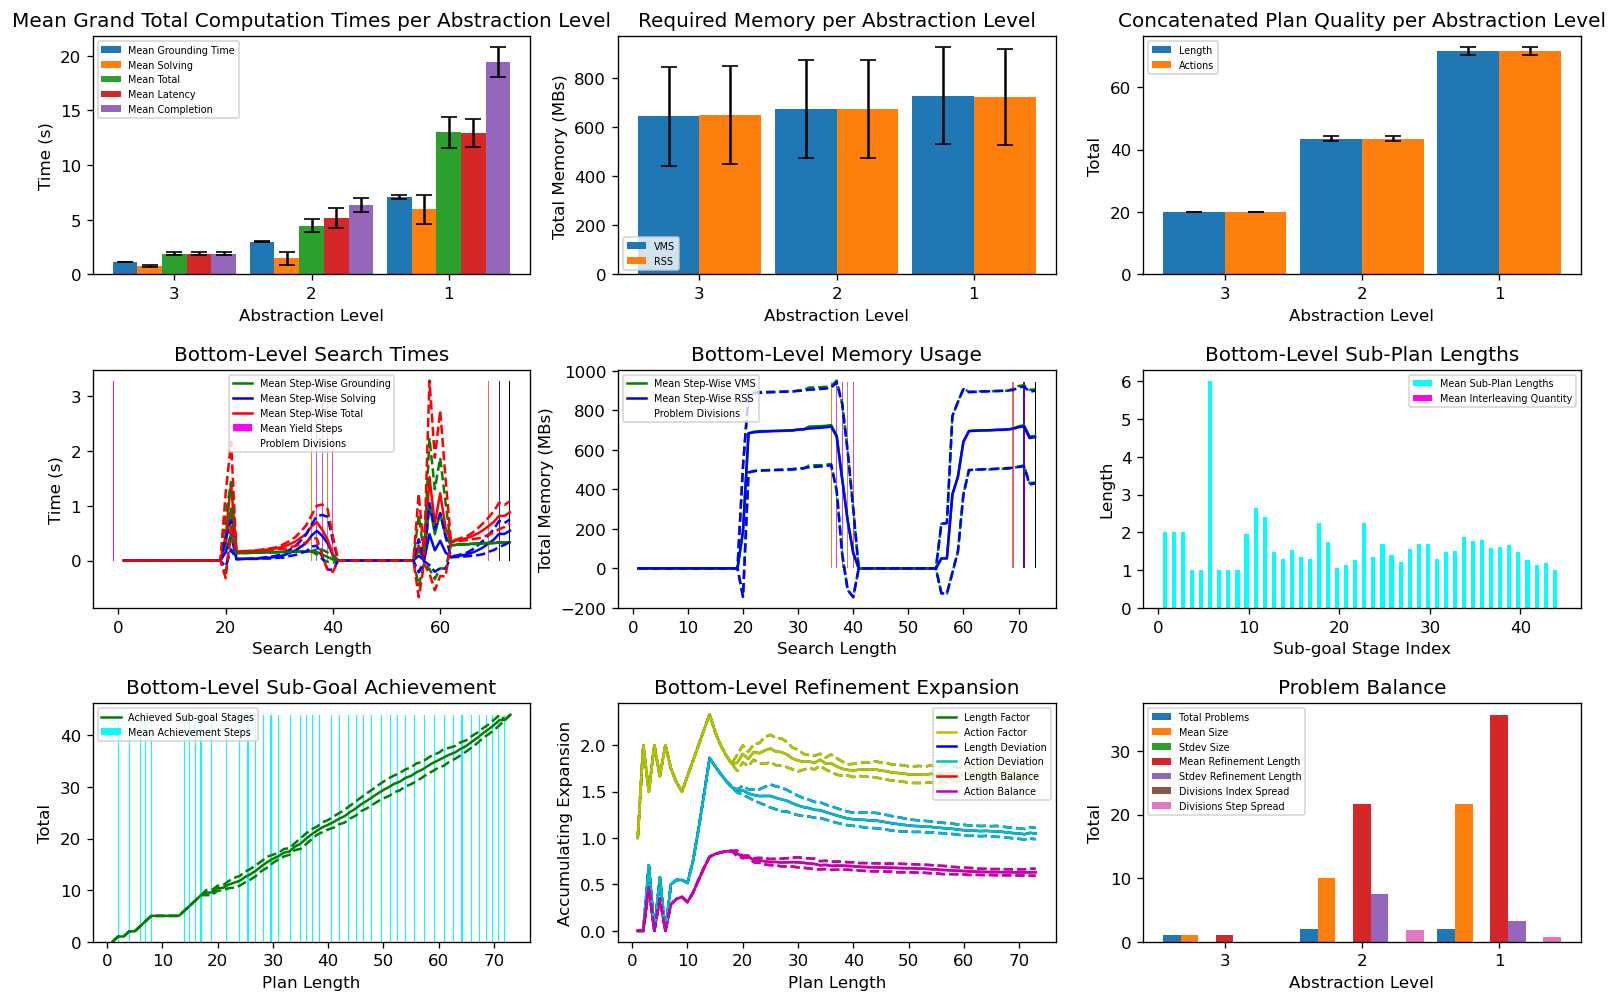 Mean Grand Total Computation Times per Abstraction Level
Time (s)
20
15
10
5
0
Mean Grounding Time
Mean Solving
Mean Total
Mean Latency
Mean Completion
3 2 1
Abstraction Level
Required Memory per Abstraction Level
Total Memory (MBs)
800
600
400
200
0
VMS
RSS
3 2 1
Abstraction Level
Concatenated Plan Quality per Abstraction Level
Total
60
40
20
0
Length
Actions
3 2 1
Abstraction Level
Bottom-Level Search Times
Time (s)
3
2
1
0
Mean Step-Wise Grounding
Mean Step-Wise Solving
Mean Step-Wise Total
Mean Yield Steps
Problem Divisions
0 20 40 60
Search Length
Bottom-Level Memory Usage
Total Memory (MBs)
1000
800
600
400
200
0
−200
Mean Step-Wise VMS
Mean Step-Wise RSS
Problem Divisions
0 10 20 30 40 50 60 70
Search Length
Bottom-Level Sub-Plan Lengths
Length
6
5
4
3
2
1
0
Mean Sub-Plan Lengths
Mean Interleaving Quantity
0 10 20 30 40
Sub-goal Stage Index
Bottom-Level Sub-Goal Achievement
Total
40
30
20
10
0
Achieved Sub-goal Stages
Mean Achievement Steps
0 10 20 30 40 50 60 70
Plan Length
Bottom-Level Refinement Expansion
Accumulating Expansion
2.0
1.5
1.0
0.5
0.0
Length Factor
Action Factor
Length Deviation
Action Deviation
Length Balance
Action Balance
0 10 20 30 40 50 60 70
Plan Length
Problem Balance
Total
30
20
10
0
Total Problems
Mean Size
Stdev Size
Mean Refinement Length
Stdev Refinement Length
Divisions Index Spread
Divisions Step Spread
3 2 1
Abstraction Level